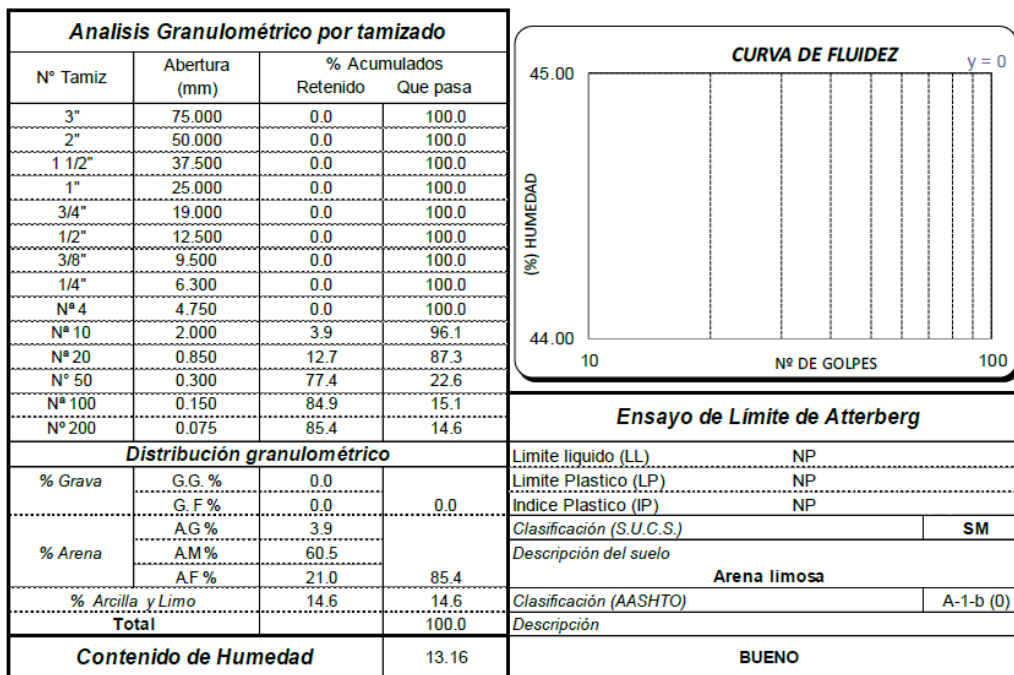 Analisis Granulométrico por tamizado
N° Tamiz Abertura (mm) % Acumulados
Retenido Que pasa
3" 75.000 0.0 100.0
2" 50.000 0.0 100.0
1 1/2" 37.500 0.0 100.0
1" 25.000 0.0 100.0
3/4" 19.000 0.0 100.0
1/2" 12.500 0.0 100.0
3/8" 9.500 0.0 100.0
1/4" 6.300 0.0 100.0
Nª 4 4.750 0.0 100.0
Nª 10 2.000 3.9 96.1
Nª 20 0.850 12.7 87.3
N° 50 0.300 77.4 22.6
Nª 100 0.150 84.9 15.1
Nº 200 0.075 85.4 14.6
Distribución granulométrico
% Grava G.G. % 0.0
G. F % 0.0 0.0
A.G % 3.9
% Arena A.M % 60.5
A.F % 21.0 85.4
% Arcilla y Limo 14.6 14.6
Total 100.0
Contenido de Humedad 13.16
CURVA DE FLUIDEZ
y = 0
45.00
(%) HUMEDAD
44.00
10 Nº DE GOLPES 100
Ensayo de Límite de Atterberg
Limite liquido (LL) NP
Limite Plastico (LP) NP
Indice Plastico (IP) NP
Clasificación (S.U.C.S.) SM
Descripción del suelo
Arena limosa
Clasificación (AASHTO) A-1-b (0)
Descripción
BUENO